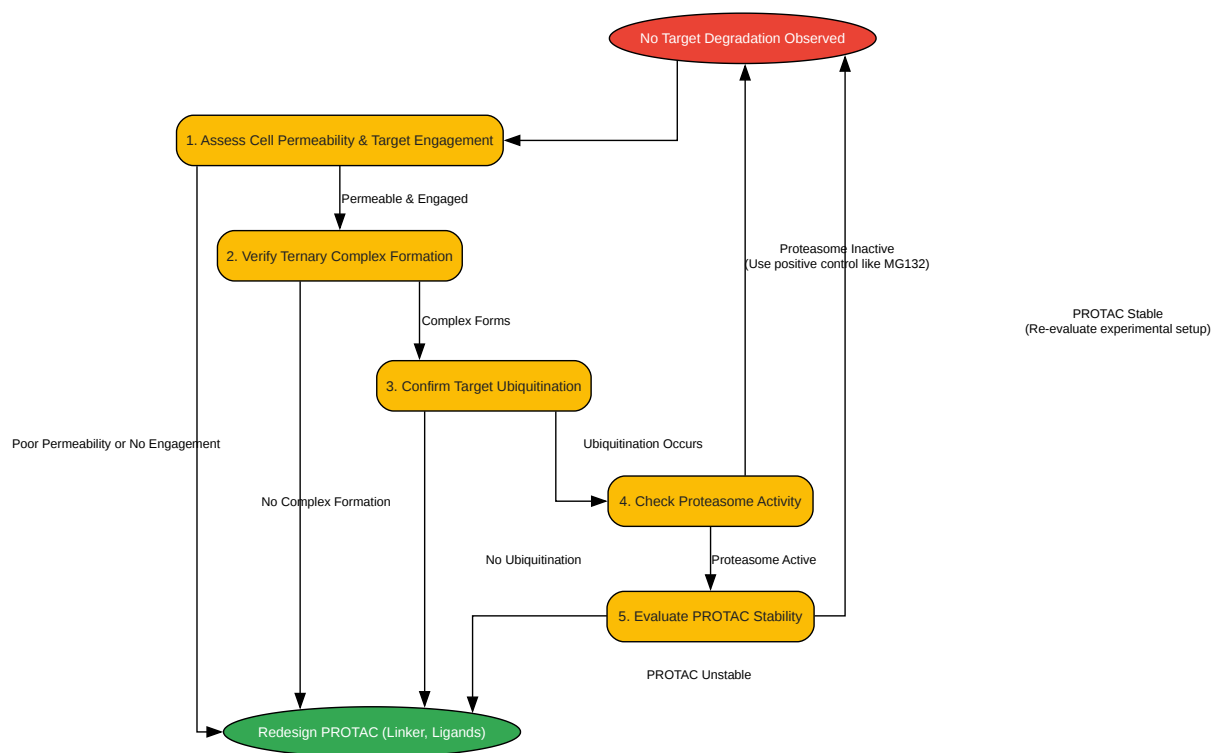 No Target Degradation Observed
1. Assess Cell Permeability & Target Engagement
Permeable & Engaged
2. Verify Ternary Complex Formation
Proteasome Inactive
(Use positive control like MG132)
PROTAC Stable
(Re-evaluate experimental setup)
Complex Forms
3. Confirm Target Ubiquitination
Poor Permeability or No Engagement
Ubiquitination Occurs
No Complex Formation
4. Check Proteasome Activity
No Ubiquitination
Proteasome Active
5. Evaluate PROTAC Stability
PROTAC Unstable
Redesign PROTAC (Linker, Ligands)